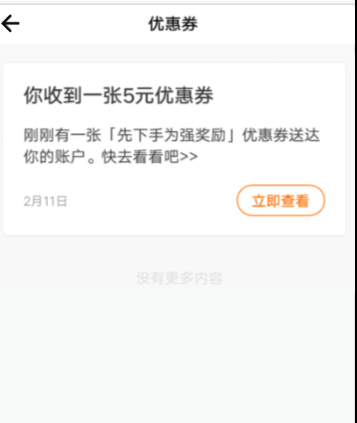 优惠券
你收到一张5元优惠券
刚刚有一张「先下手为强奖励」优惠券送达
你的账户。快去看看吧>>
2月11日
立即查看
没有更多内容